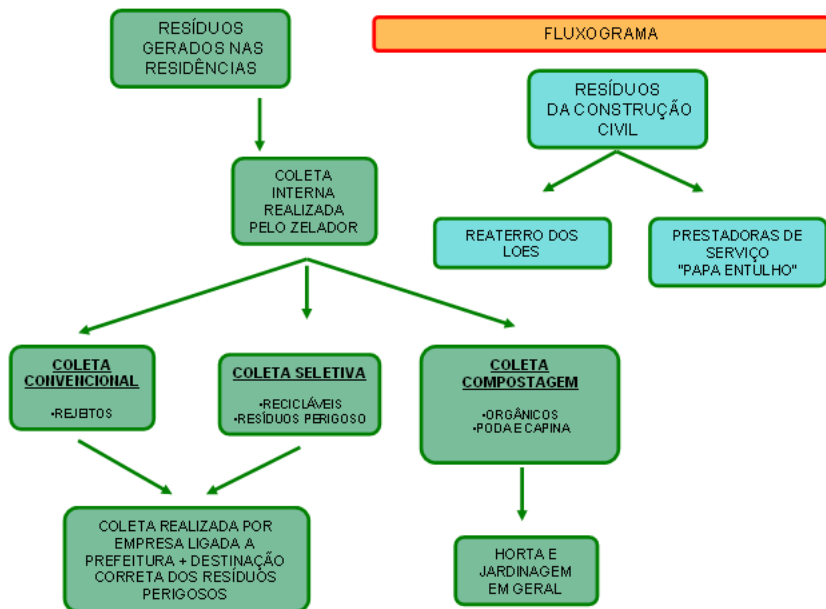 RESÍDUOS
GERADOS NAS
RESIDÊNCIAS
FLUXOGRAMA
RESÍDUOS
DA CONSTRUÇÃO
CIVIL
COLETA
INTERNA
REALIZADA
PELO ZELADOR
REATERRO DOS
LOES
PRESTADORAS DE
SERVIÇO
"PAPA ENTULHO"
COLETA
CONVENCIONAL
•REJEITOS
COLETA SELETIVA
•RECICLÁVEIS
•RESÍDUOS PERIGOSO
COLETA
COMPOSTAGEM
•ORGÂNICOS
•PODA E CAPINA
COLETA REALIZADA POR
EMPRESA LIGADA A
PREFEITURA + DESTINAÇÃO
CORRETA DOS RESÍDUOS
PERIGOSOS
HORTA E
JARDINAGEM
EM GERAL